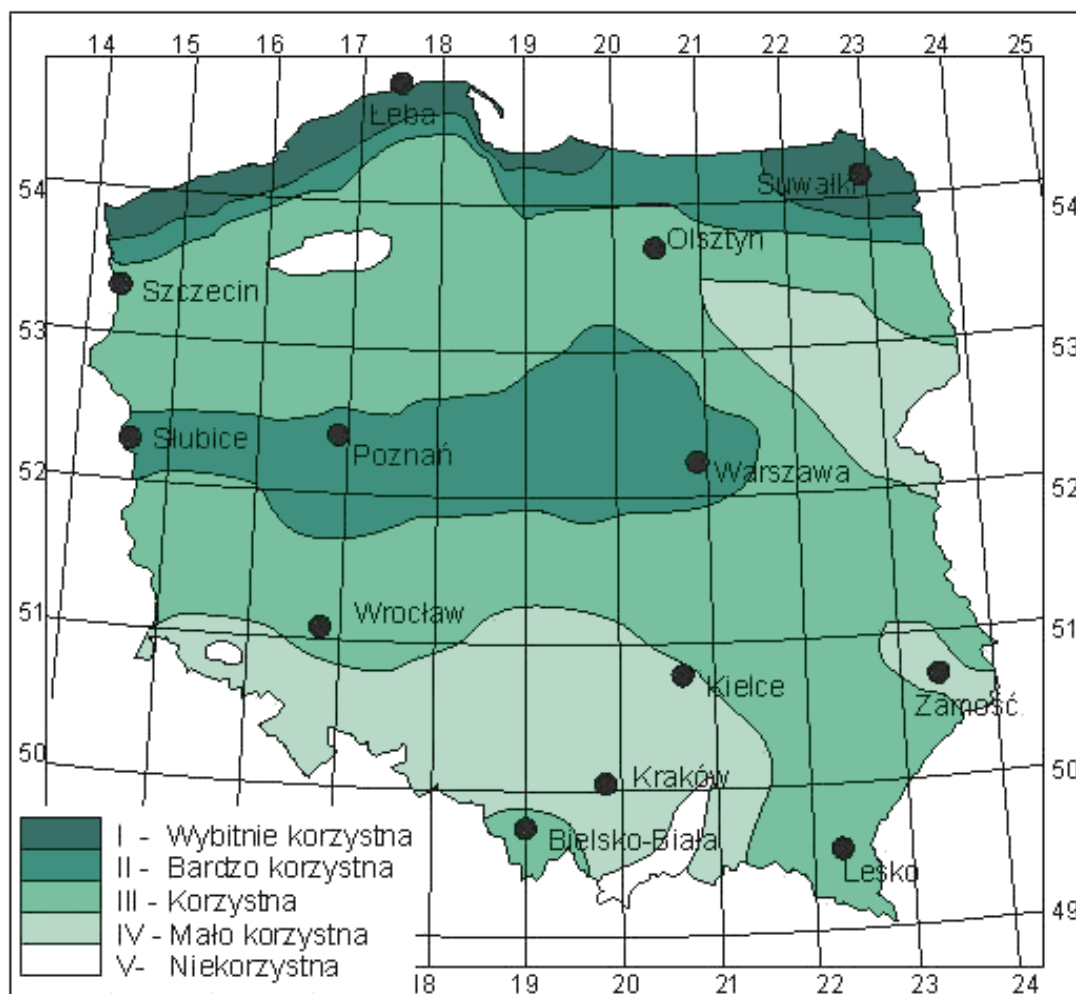 14 15 16 17 18 19 20 21 22 23 24 25
Łeba
54
Suwałki
54
Olsztyn
Szczecin
53
53
Słubice
Poznań
Warszawa
52
52
51
Wrocław
51
Kielce
Zamość
50
Kraków
50
I - Wybitnie korzystna
Bielsko-Biała
II - Bardzo korzystna
Lesko
III - Korzystna
49
IV - Mało korzystna
V- Niekorzystna
18 19 20 21 22 23 24